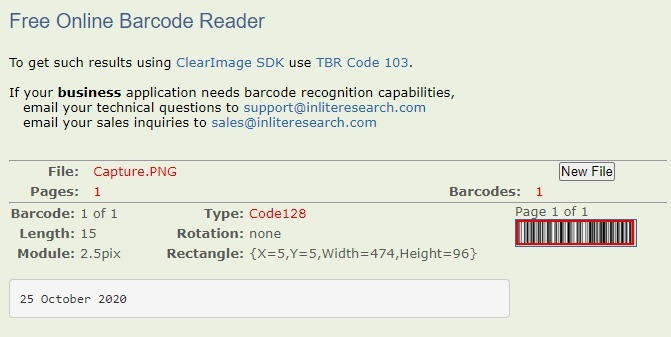 Free Online Barcode Reader
To get such results using ClearImage SDK use TBR Code 103.
If your business application needs barcode recognition capabilities,
email your technical questions to support@inliteresearch.com
email your sales inquiries to sales@inliteresearch.com
File: Capture.PNG New File
Pages: 1 Barcodes: 1
Barcode: 1 of 1 Type: Code128 Page 1 of 1
Length: 15 Rotation: none
Module: 2.5pix Rectangle: {X=5,Y=5,Width=474,Height=96}
25 October 2020